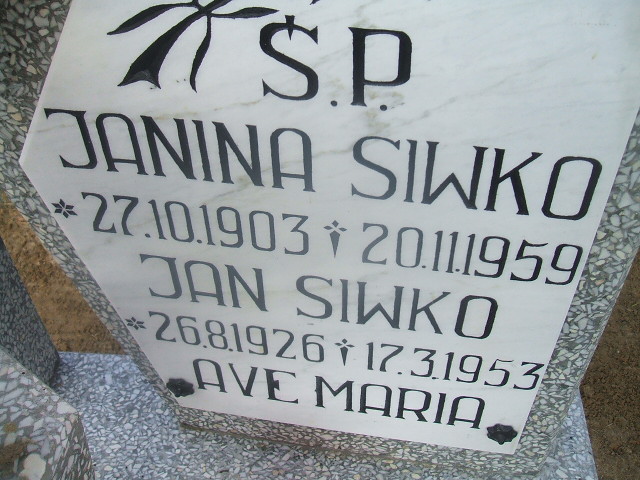 Ś.P.
JANINA SIWKO
* 27.10.1903 † 20.11.1959
JAN SIWKO
* 26.8.1926 † 17.3.1953
AVE MARIA